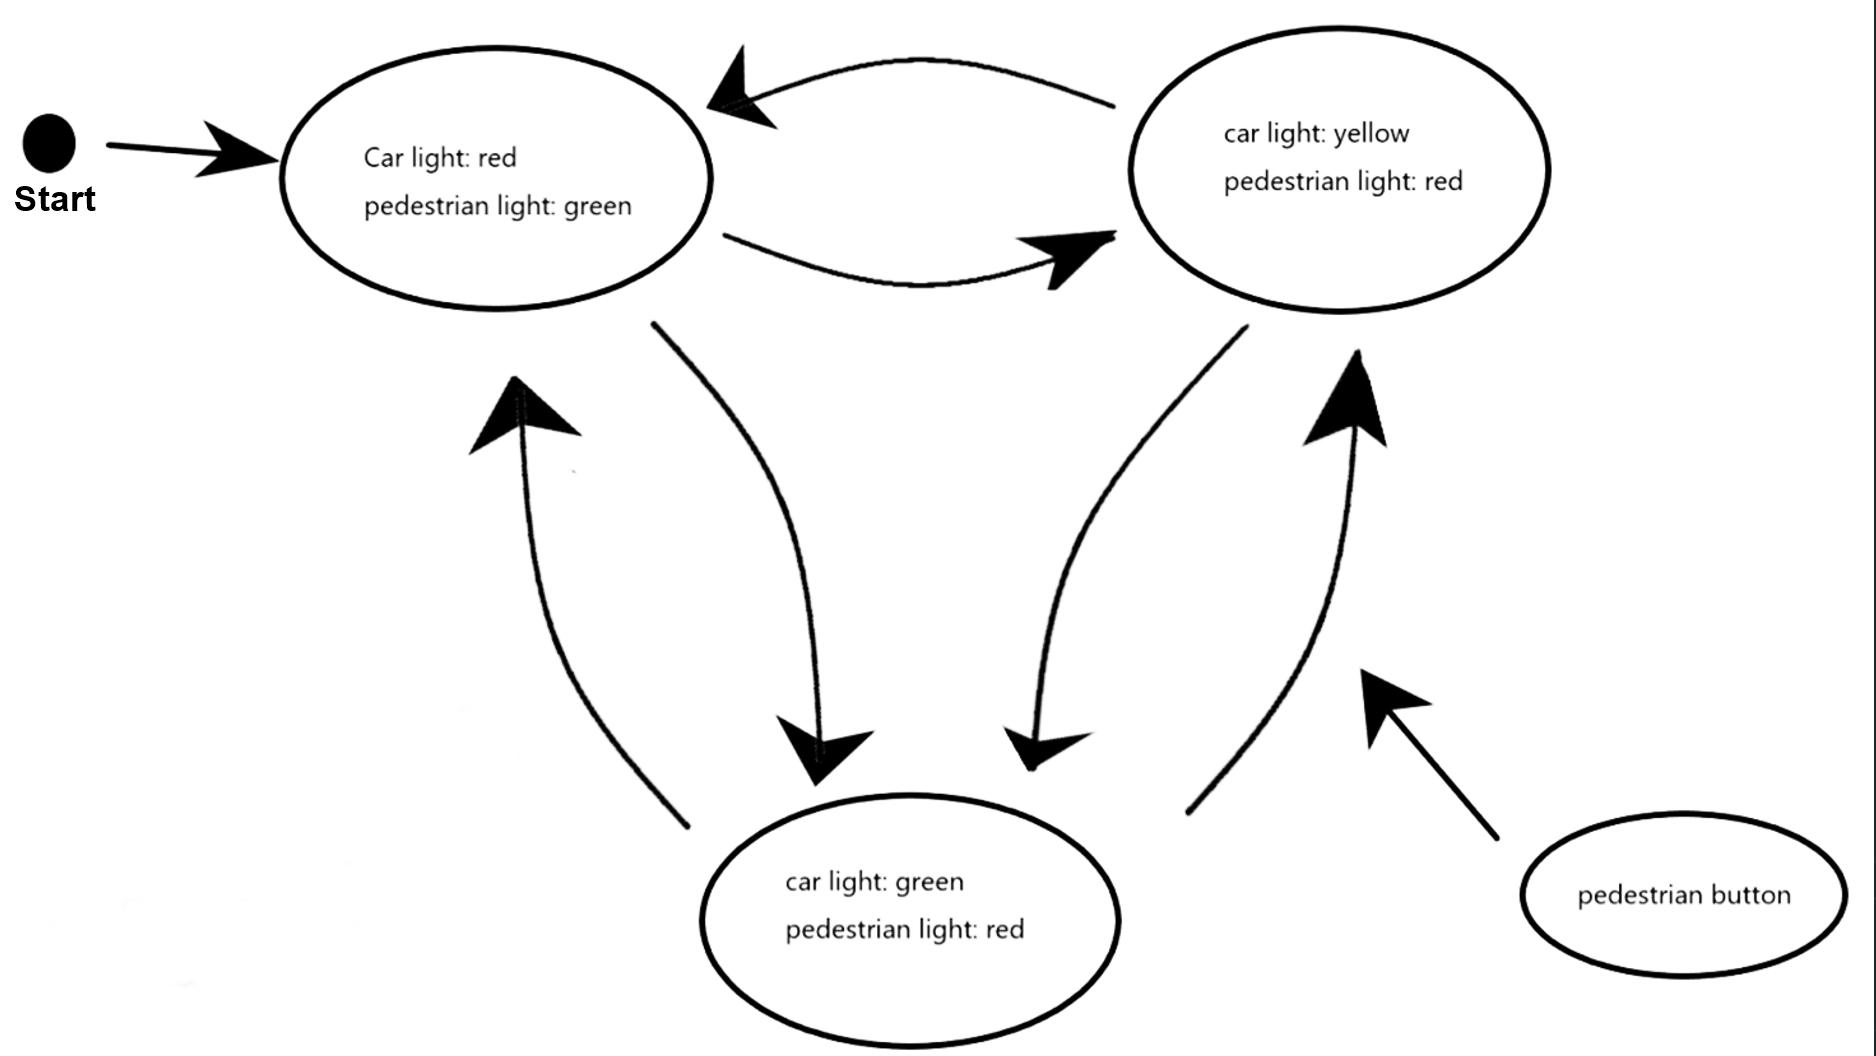 Start
Car light: red
pedestrian light: green
car light: yellow
pedestrian light: red
car light: green
pedestrian light: red
pedestrian button